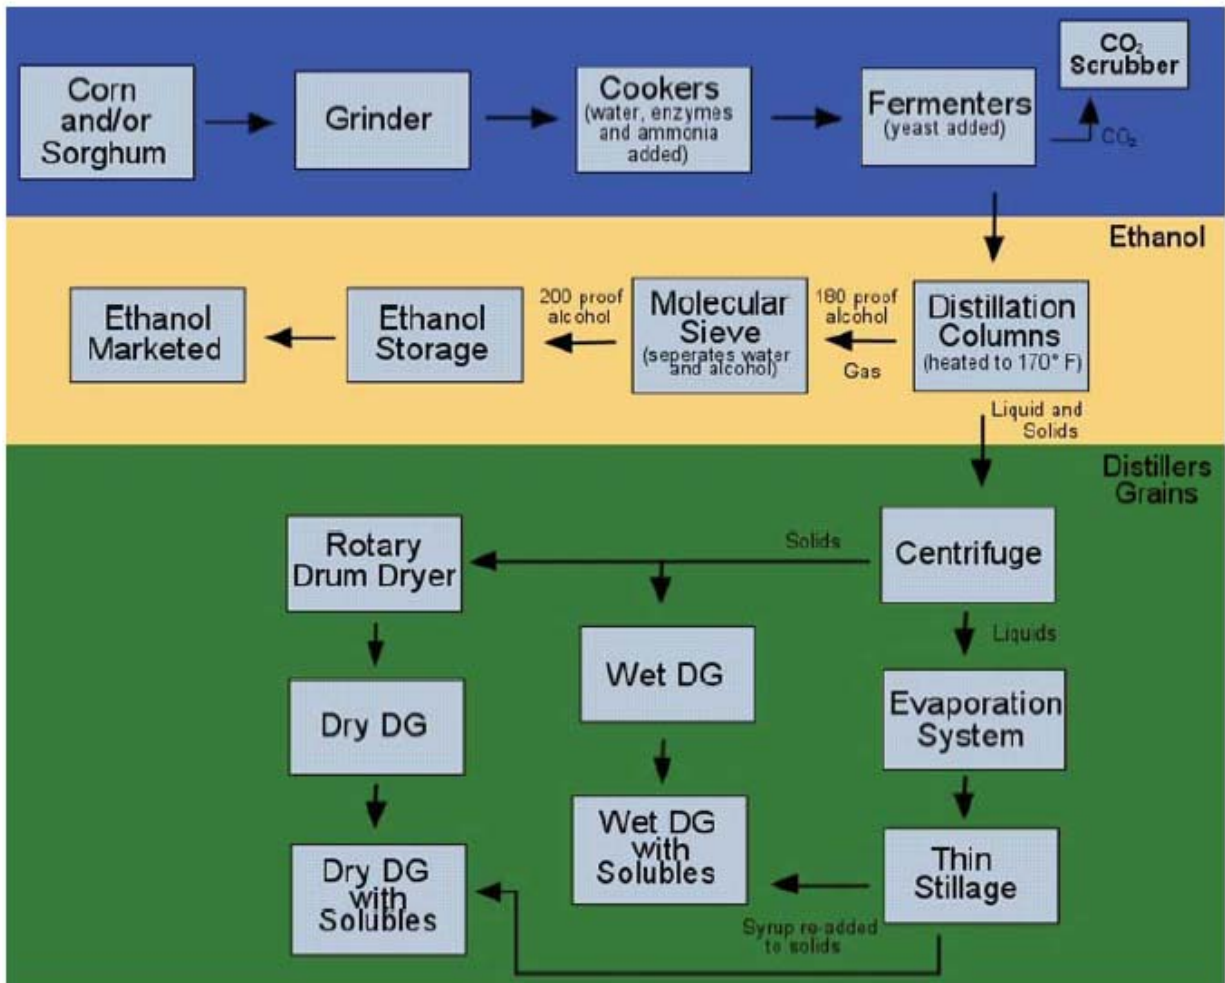 Corn
and/or
Sorghum
Grinder
Cookers
(water, enzymes
and ammonia
added)
Fermenters
(yeast added)
CO₂
Scrubber
CO₂
Ethanol
Ethanol
Marketed
Ethanol
Storage
200 proof
alcohol
Molecular
Sieve
(seperates water
and alcohol)
180 proof
alcohol
Gas
Distillation
Columns
(heated to 170° F)
Liquid and
Solids
Distillers
Grains
Rotary
Drum Dryer
Solids
Centrifuge
Liquids
Dry DG
Wet DG
Evaporation
System
Dry DG
with
Solubles
Wet DG
with
Solubles
Thin
Stillage
Syrup re-added
to solids